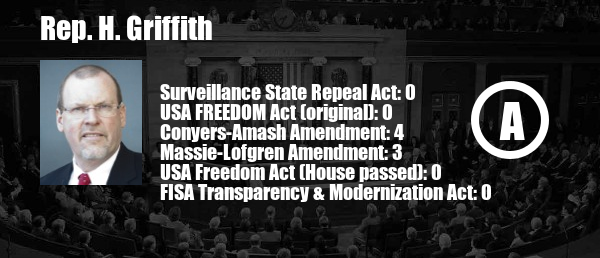 Rep. H. Griffith
Surveillance State Repeal Act: 0
USA FREEDOM Act (original): 0
Conyers-Amash Amendment: 4
Massie-Lofgren Amendment: 3
USA Freedom Act (House passed): 0
FISA Transparency & Modernization Act: 0
A